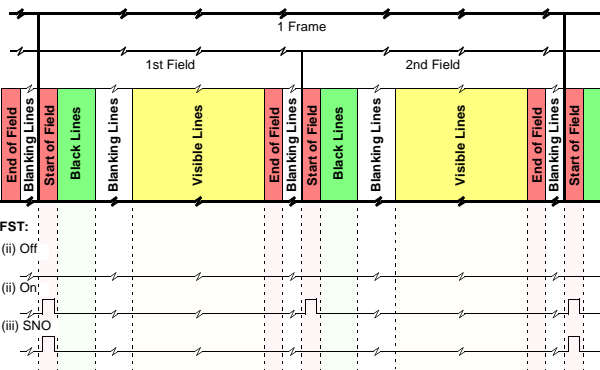 1 Frame
1st Field
2nd Field
End of Field
Blanking Lines
Start of Field
Black Lines
Blanking Lines
Visible Lines
End of Field
Blanking Lines
Start of Field
Black Lines
Blanking Lines
Visible Lines
End of Field
Blanking Lines
Start of Field
FST:
(ii) Off
(ii) On
(iii) SNO